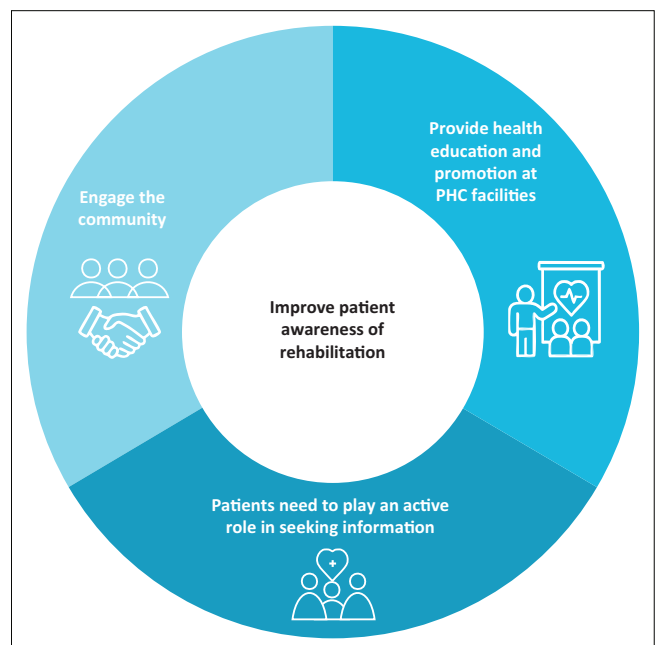 Provide health
education and
promotion at
PHC facilities
Engage the
community
Improve patient
awareness of
rehabilitation
Patients need to play an active
role in seeking information